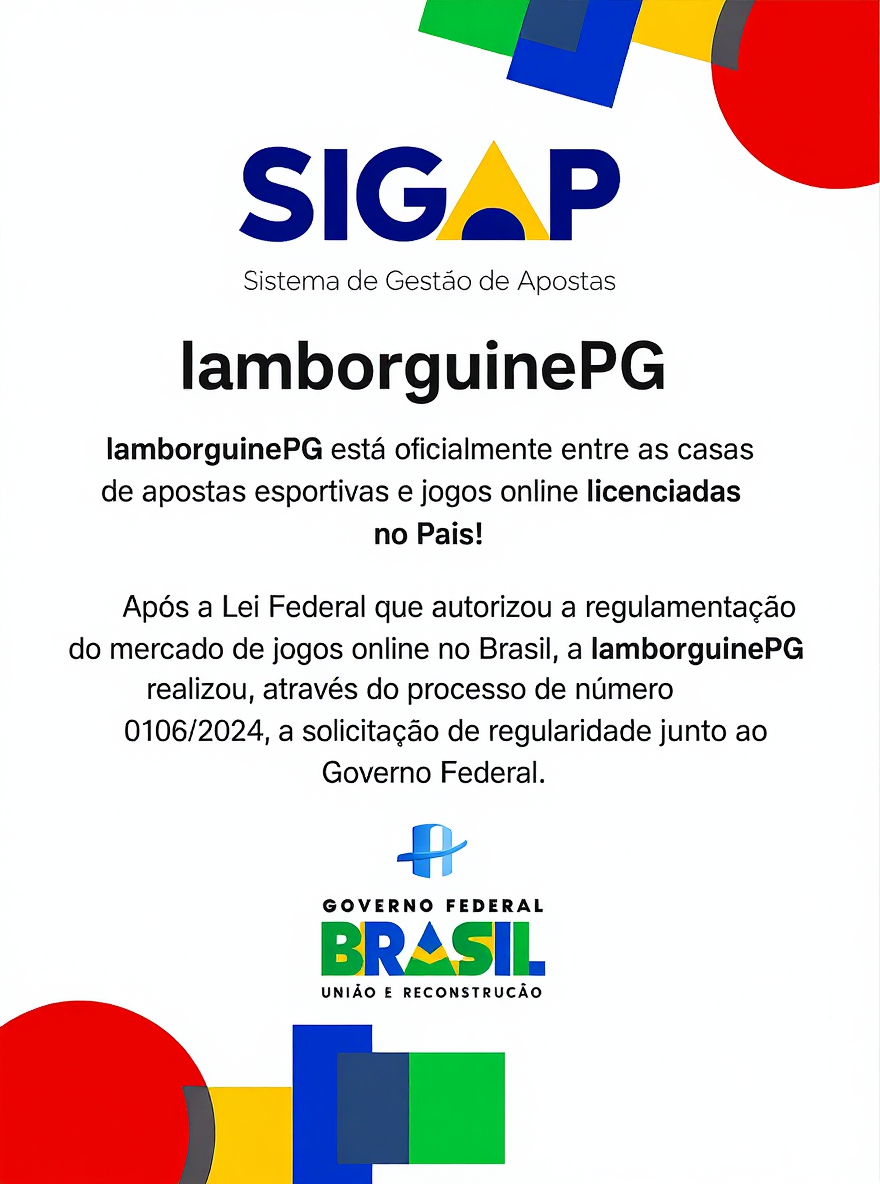 SIGAP
Sistema de Gestão de Apostas
lamborguinePG
lamborguinePG está oficialmente entre as casas
de apostas esportivas e jogos online licenciadas
no Pais!
Após a Lei Federal que autorizou a regulamentação
do mercado de jogos online no Brasil, a lamborguinePG
realizou, através do processo de número
0106/2024, a solicitação de regularidade junto ao
Governo Federal.
GOVERNO FEDERAL
BRASIL
UNIÃO E RECONSTRUCÃO